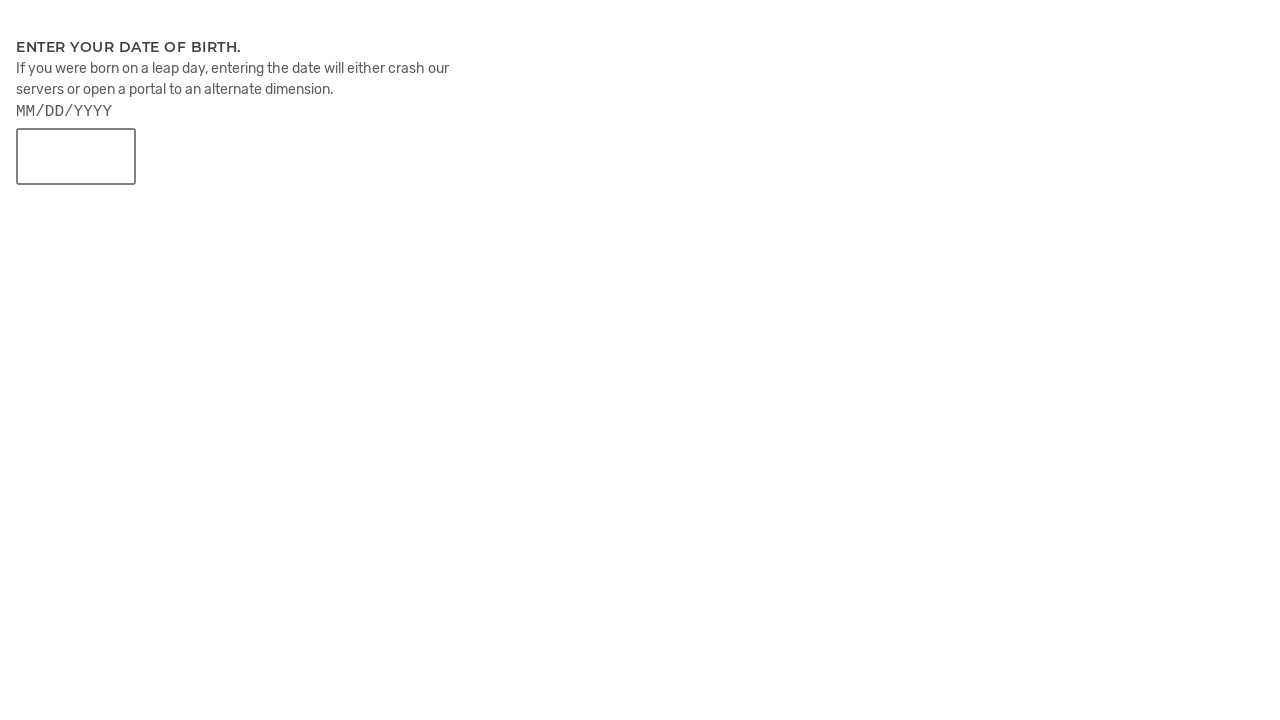 ENTER YOUR DATE OF BIRTH.
If you were born on a leap day, entering the date will either crash our
servers or open a portal to an alternate dimension.
MM/DD/YYYY